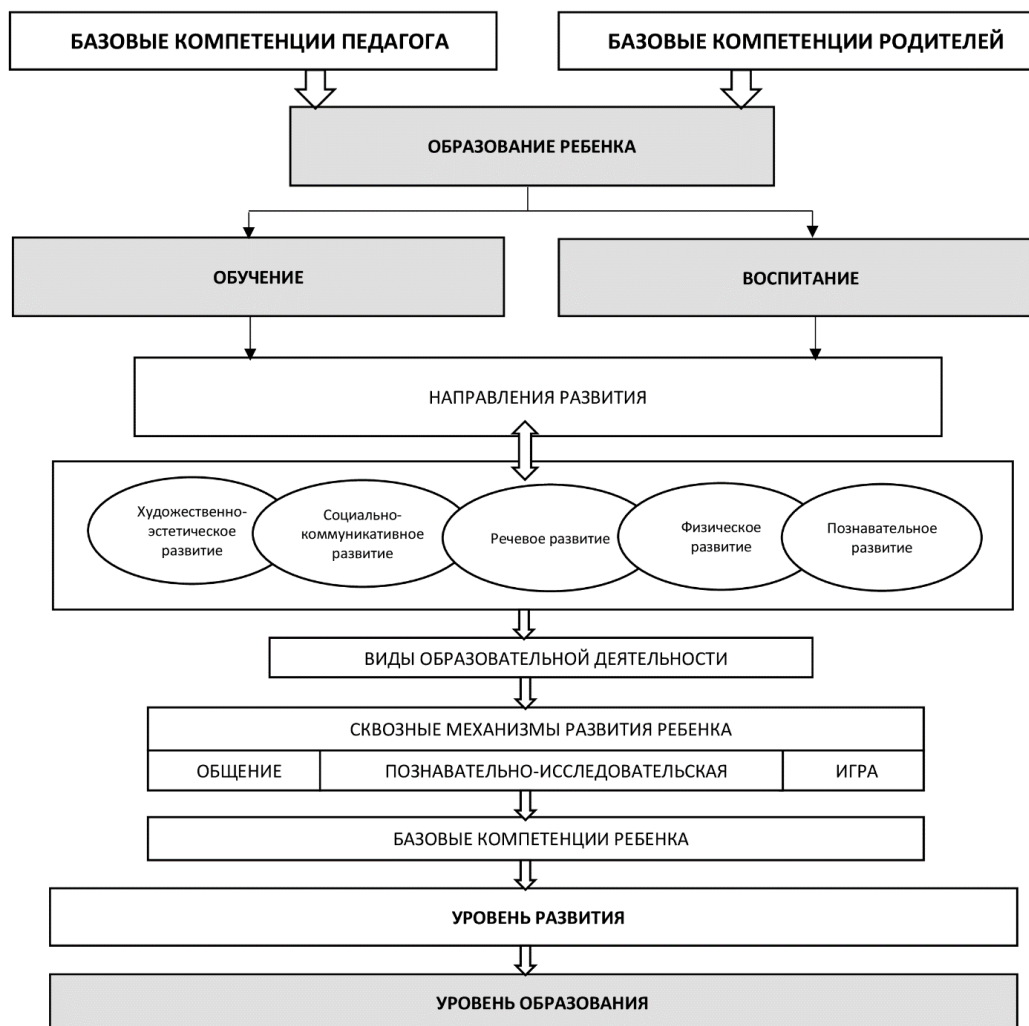 БАЗОВЫЕ КОМПЕТЕНЦИИ ПЕДАГОГА
БАЗОВЫЕ КОМПЕТЕНЦИИ РОДИТЕЛЕЙ
ОБРАЗОВАНИЕ РЕБЕНКА
ОБУЧЕНИЕ
ВОСПИТАНИЕ
НАПРАВЛЕНИЯ РАЗВИТИЯ
Художественно-
эстетическое
развитие
Социально-
коммуникативное
развитие
Речевое развитие
Физическое
развитие
Познавательное
развитие
ВИДЫ ОБРАЗОВАТЕЛЬНОЙ ДЕЯТЕЛЬНОСТИ
СКВОЗНЫЕ МЕХАНИЗМЫ РАЗВИТИЯ РЕБЕНКА
ОБЩЕНИЕ
ПОЗНАВАТЕЛЬНО-ИССЛЕДОВАТЕЛЬСКАЯ
ИГРА
БАЗОВЫЕ КОМПЕТЕНЦИИ РЕБЕНКА
УРОВЕНЬ РАЗВИТИЯ
УРОВЕНЬ ОБРАЗОВАНИЯ